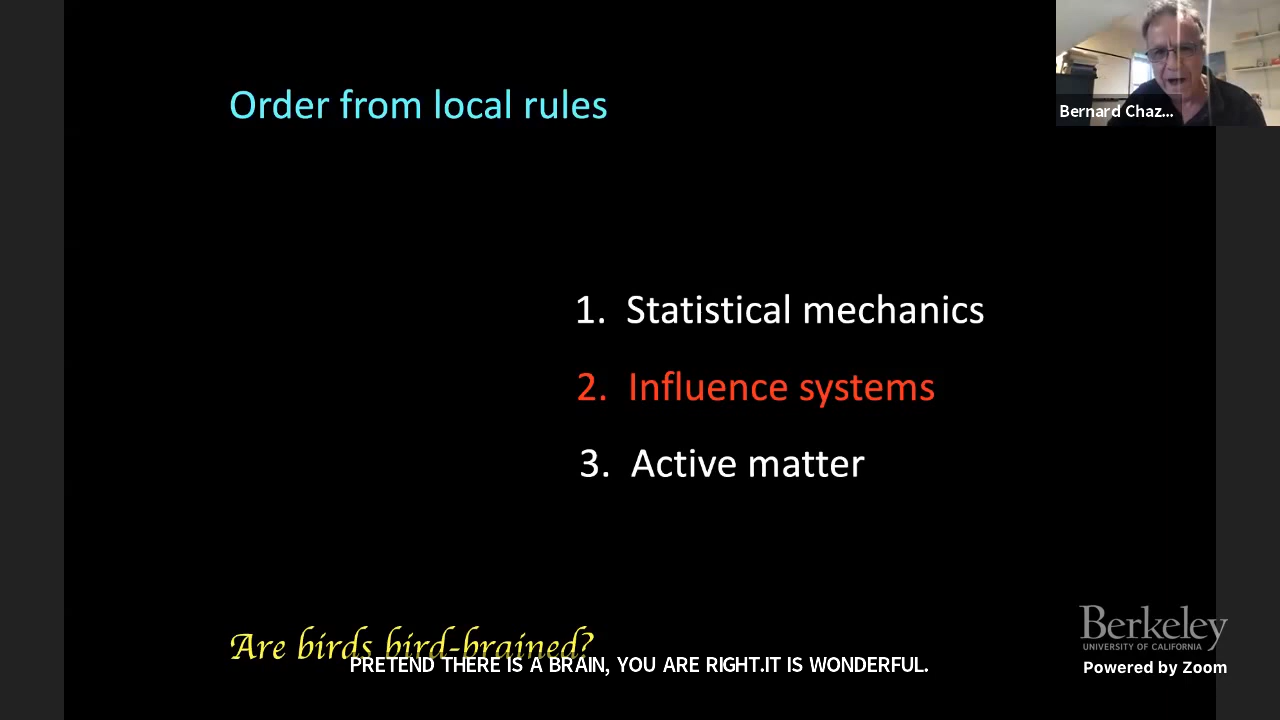 Order from local rules
Bernard Chaz...
1. Statistical mechanics
2. Influence systems
3. Active matter
Are birds bird-brained?
PRETEND THERE IS A BRAIN, YOU ARE RIGHT.IT IS WONDERFUL.
Berkeley
UNIVERSITY OF CALIFORNIA
Powered by Zoom